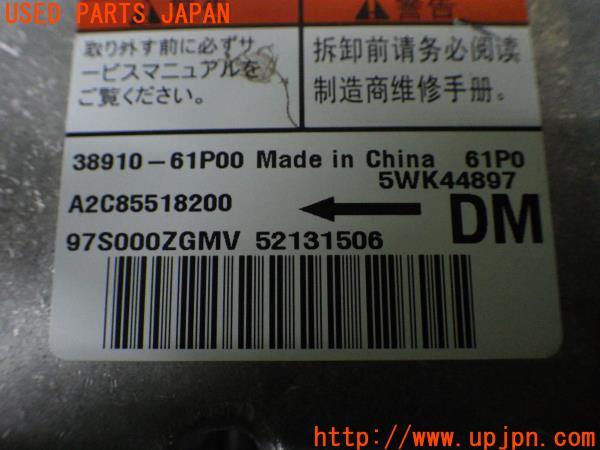 USED PARTS JAPAN
警告
取り外す前に必ずサ
ービスマニュアルを
ご覧ください。
拆卸前请务必阅读
制造商维修手册。
38910-61P00 Made in China 61P0
5WK44897
A2C85518200
DM
97S000ZGMV 52131506
UPJ
http://www.upjpn.com/